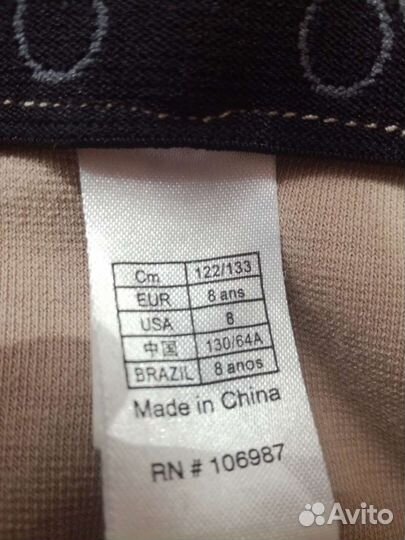 Cm 122/133
EUR 8 ans
USA 8
中国 130/64A
BRAZIL 8 anos
Made in China
RN # 106987
Avito